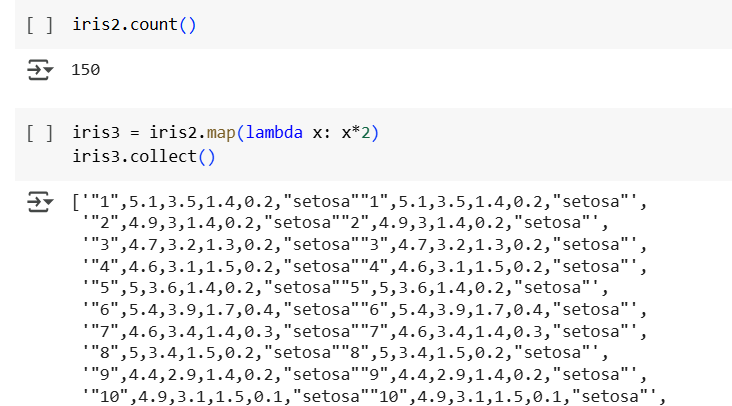 [ ] iris2.count()
150
[ ] iris3 = iris2.map(lambda x: x*2)
iris3.collect()
['"1",5.1,3.5,1.4,0.2,"setosa""1",5.1,3.5,1.4,0.2,"setosa"',
'"2",4.9,3,1.4,0.2,"setosa""2",4.9,3,1.4,0.2,"setosa"',
'"3",4.7,3.2,1.3,0.2,"setosa""3",4.7,3.2,1.3,0.2,"setosa"',
'"4",4.6,3.1,1.5,0.2,"setosa""4",4.6,3.1,1.5,0.2,"setosa"',
'"5",5,3.6,1.4,0.2,"setosa""5",5,3.6,1.4,0.2,"setosa"',
'"6",5.4,3.9,1.7,0.4,"setosa""6",5.4,3.9,1.7,0.4,"setosa"',
'"7",4.6,3.4,1.4,0.3,"setosa""7",4.6,3.4,1.4,0.3,"setosa"',
'"8",5,3.4,1.5,0.2,"setosa""8",5,3.4,1.5,0.2,"setosa"',
'"9",4.4,2.9,1.4,0.2,"setosa""9",4.4,2.9,1.4,0.2,"setosa"',
'"10",4.9,3.1,1.5,0.1,"setosa""10",4.9,3.1,1.5,0.1,"setosa"',